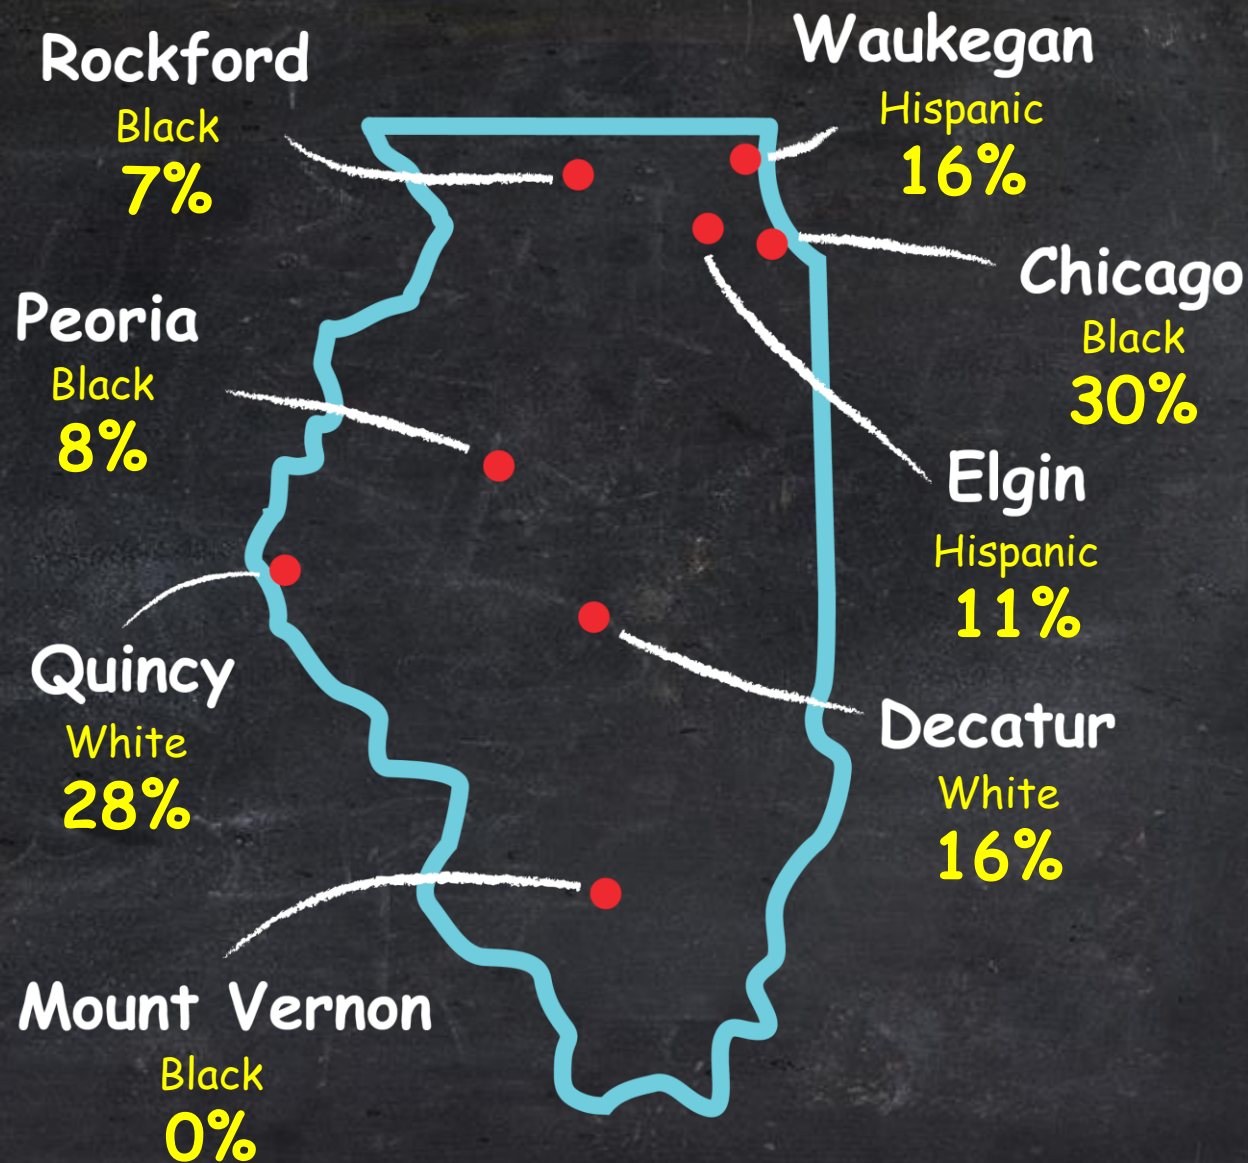 Rockford
Black
7%
Waukegan
Hispanic
16%
Chicago
Black
30%
Peoria
Black
8%
Elgin
Hispanic
11%
Quincy
White
28%
Decatur
White
16%
Mount Vernon
Black
0%